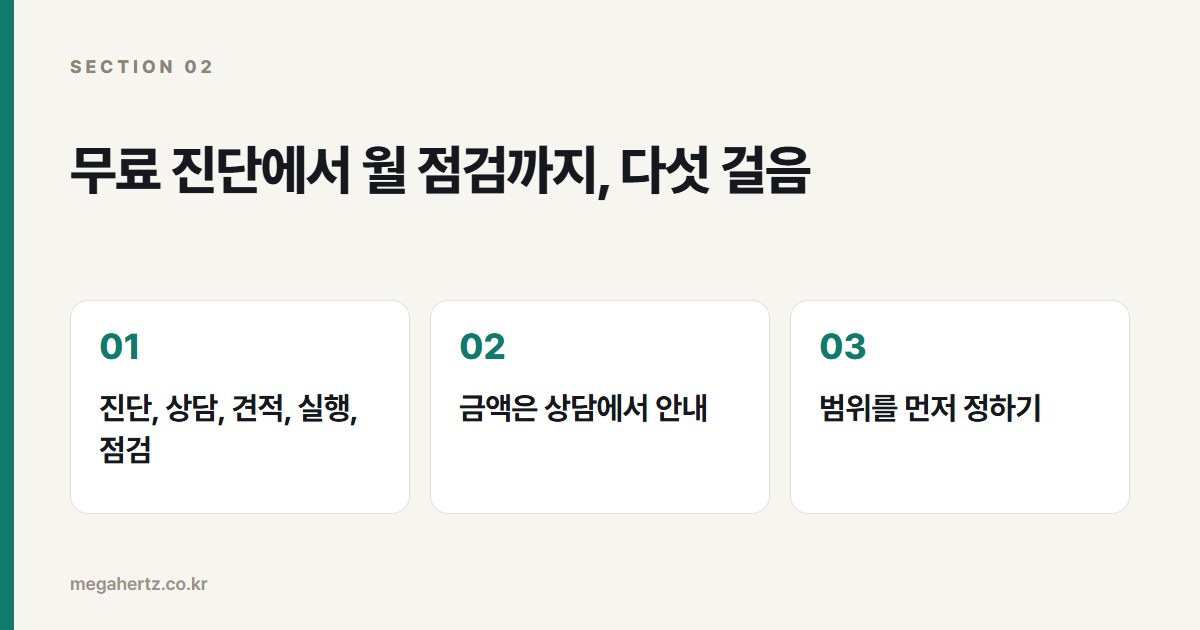 SECTION 02
무료 진단에서 월 점검까지, 다섯 걸음
01
진단, 상담, 견적, 실행,
점검
02
금액은 상담에서 안내
03
범위를 먼저 정하기
megahertz.co.kr